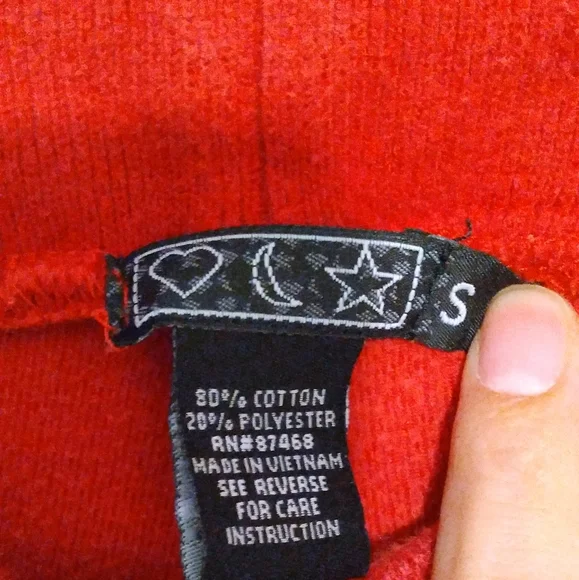 S
80% COTTON
20% POLYESTER
RN#87468
MADE IN VIETNAM
SEE REVERSE
FOR CARE
INSTRUCTION